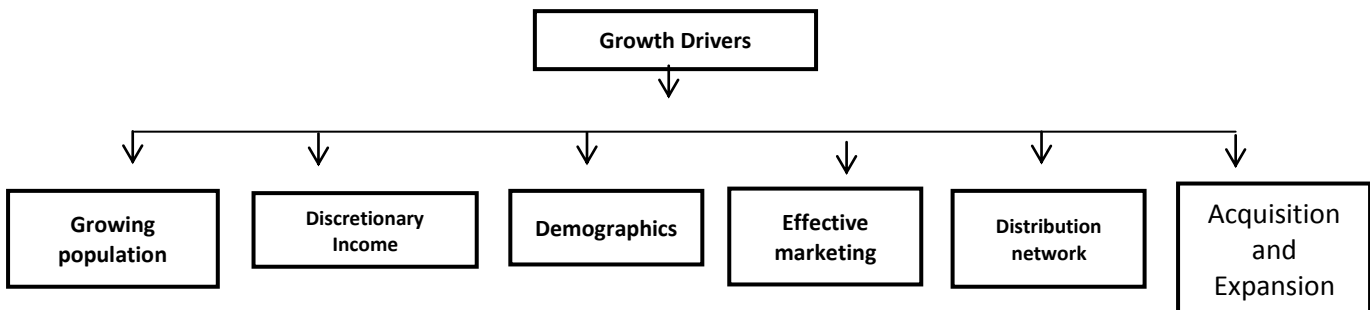 Growth Drivers
Growing
population
Discretionary
Income
Demographics
Effective
marketing
Distribution
network
Acquisition
and
Expansion